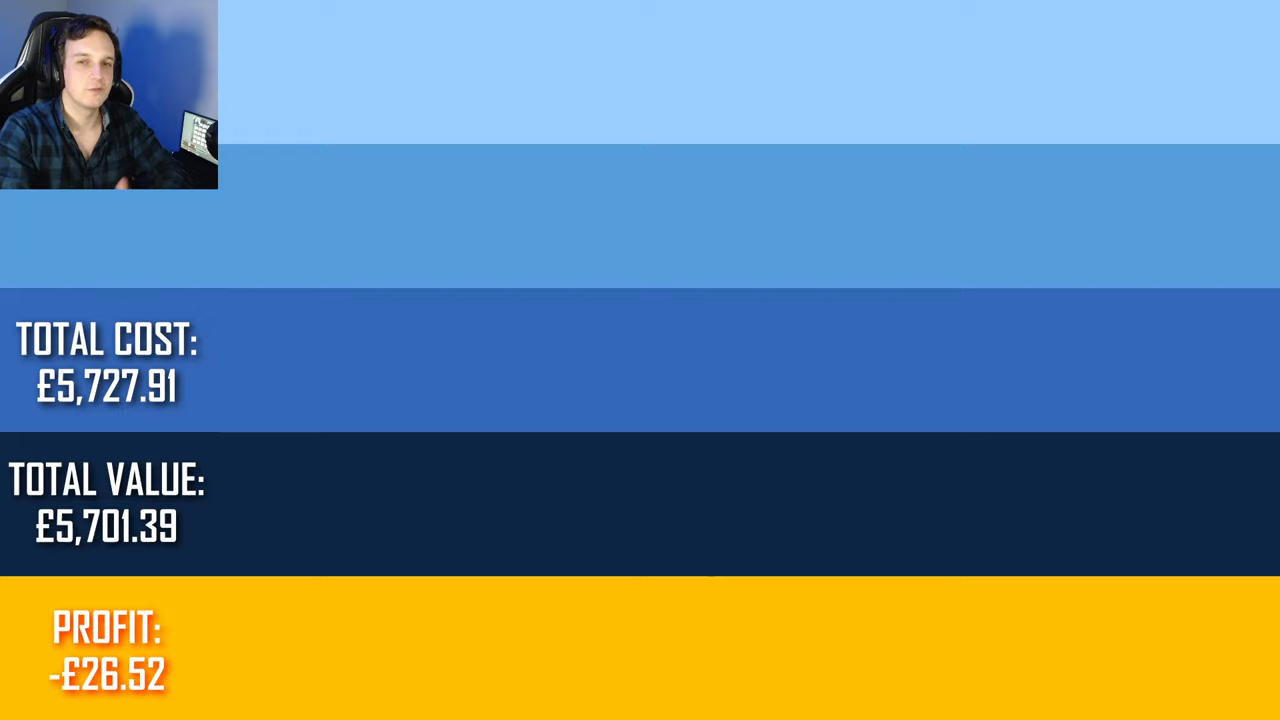 TOTAL COST:
£5,727.91
TOTAL VALUE:
£5,701.39
PROFIT:
-£26.52